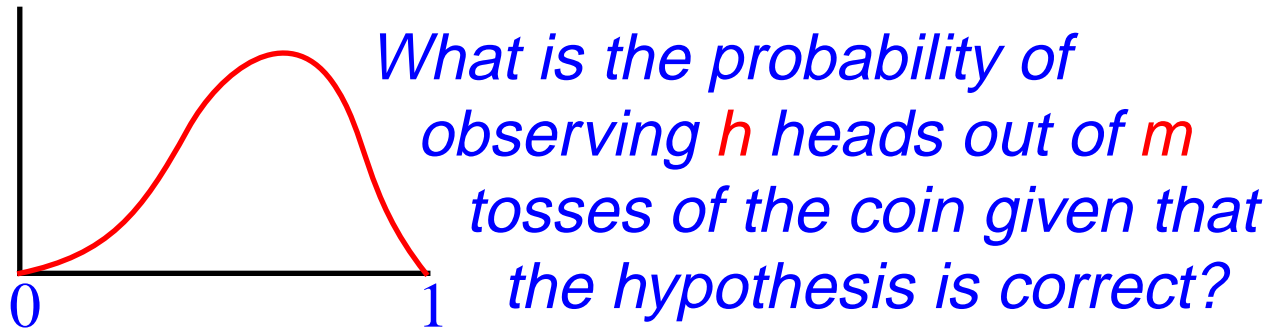 What is the probability of
observing h heads out of m
tosses of the coin given that
the hypothesis is correct?
0 1